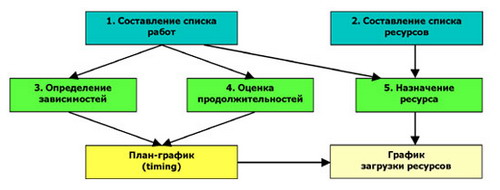 1. Составление списка
работ
2. Составление списка
ресурсов
3. Определение
зависимостей
4. Оценка
продолжительностей
5. Назначение
ресурса
План-график
(timing)
График
загрузки ресурсов